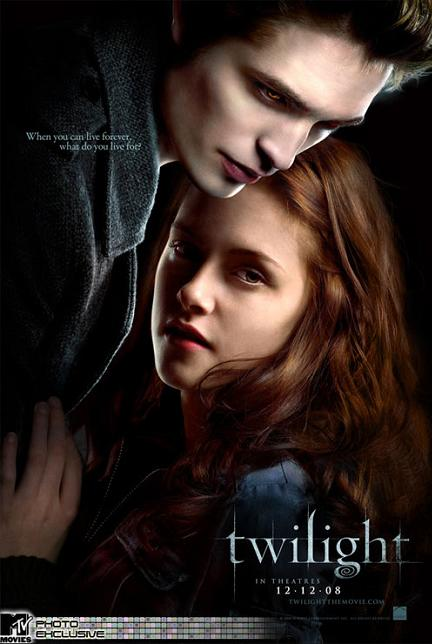 When you can live forever,
what do you live for?
twilight
IN THEATRES
12·12·08
TWILIGHTTHEMOVIE.COM
MTV
MOVIES
PHOTO
EXCLUSIVE